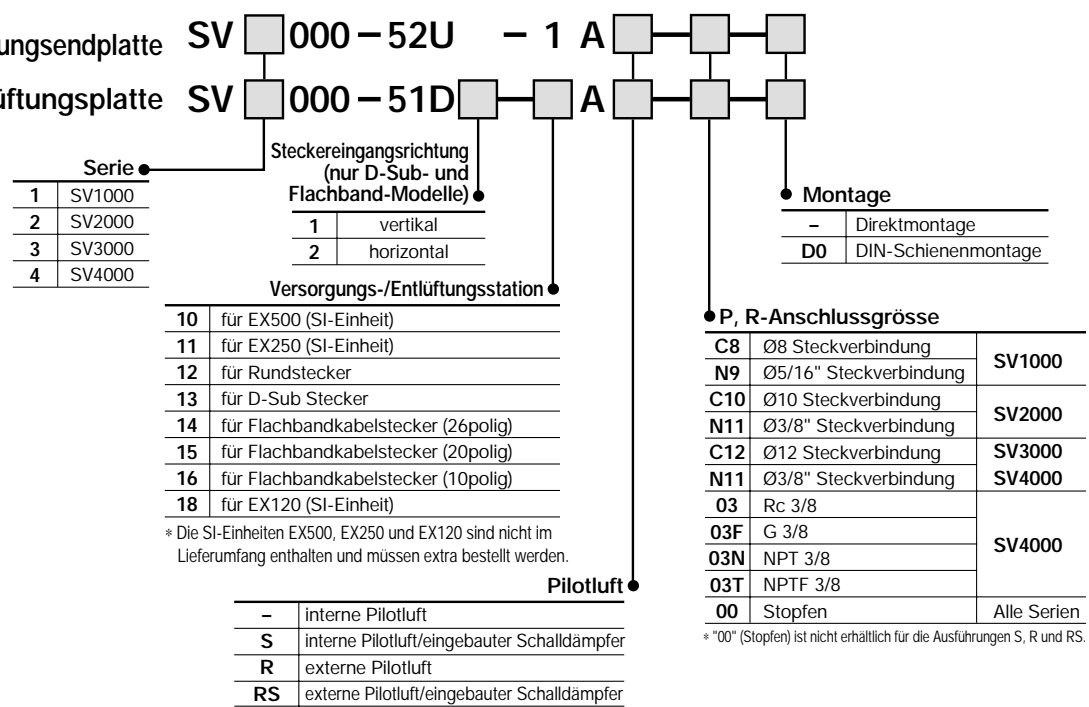 ungsendplatte SV 000 – 52U – 1 A – –
üftungsplatte SV 000 – 51D – A – –
Serie
1 SV1000
2 SV2000
3 SV3000
4 SV4000
Steckereingangsrichtung
(nur D-Sub- und
Flachband-Modelle)
1 vertikal
2 horizontal
Montage
– Direktmontage
D0 DIN-Schienenmontage
Versorgungs-/Entlüftungsstation
10 für EX500 (SI-Einheit)
11 für EX250 (SI-Einheit)
12 für Rundstecker
13 für D-Sub Stecker
14 für Flachbandkabelstecker (26polig)
15 für Flachbandkabelstecker (20polig)
16 für Flachbandkabelstecker (10polig)
18 für EX120 (SI-Einheit)
* Die SI-Einheiten EX500, EX250 und EX120 sind nicht im
Lieferumfang enthalten und müssen extra bestellt werden.
P, R-Anschlussgrösse
C8 Ø8 Steckverbindung SV1000
N9 Ø5/16" Steckverbindung
C10 Ø10 Steckverbindung SV2000
N11 Ø3/8" Steckverbindung
C12 Ø12 Steckverbindung SV3000
N11 Ø3/8" Steckverbindung SV4000
03 Rc 3/8 SV4000
03F G 3/8
03N NPT 3/8
03T NPTF 3/8
00 Stopfen Alle Serien
* "00" (Stopfen) ist nicht erhältlich für die Ausführungen S, R und RS.
Pilotluft
– interne Pilotluft
S interne Pilotluft/eingebauter Schalldämpfer
R externe Pilotluft
RS externe Pilotluft/eingebauter Schalldämpfer